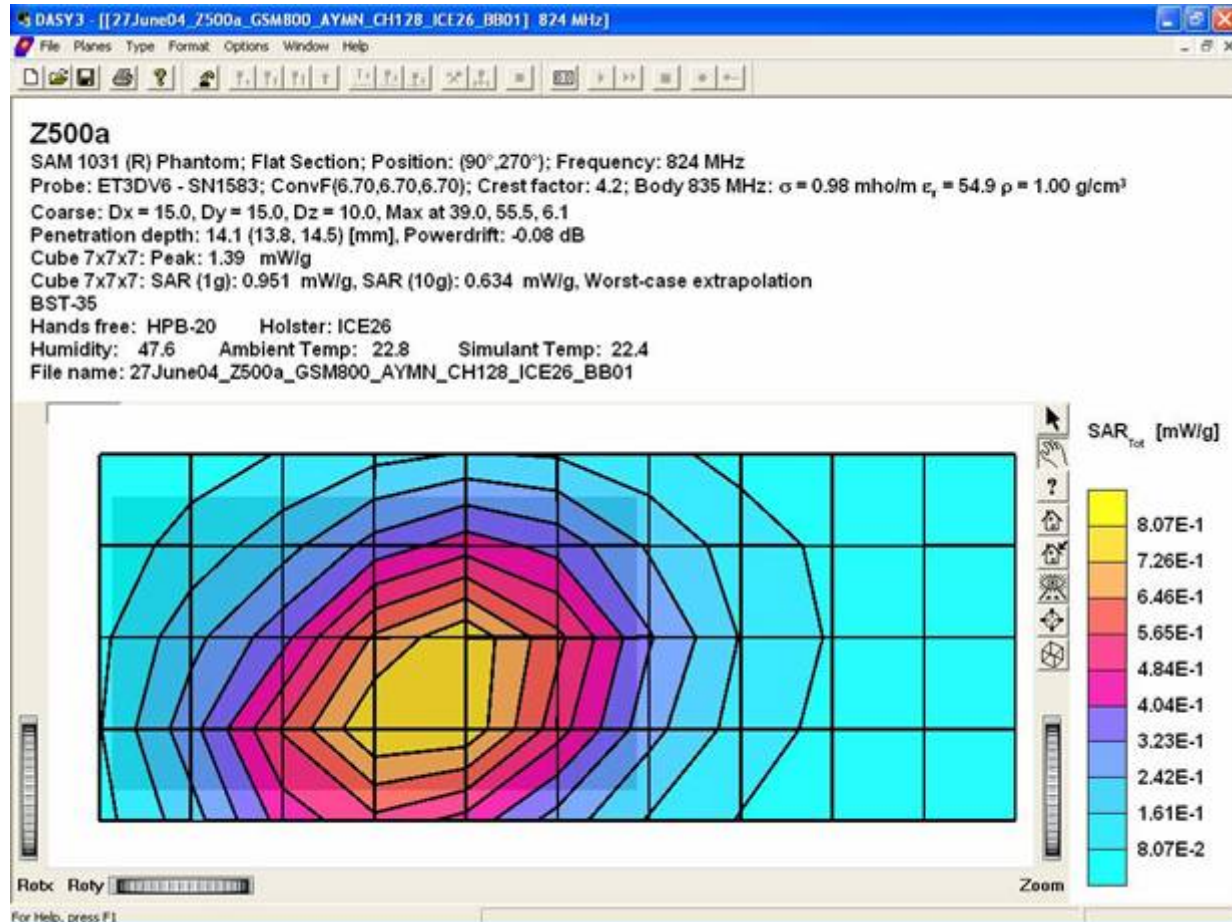 DASY3 - [[27June04_Z500a_GSM800_AYMN_CH128_ICE26_BB01] 824 MHz]
File Planes Type Format Options Window Help
Z500a
SAM 1031 (R) Phantom; Flat Section; Position: (90°,270°); Frequency: 824 MHz
Probe: ET3DV6 - SN1583; ConvF(6.70,6.70,6.70); Crest factor: 4.2; Body 835 MHz: σ = 0.98 mho/m εr = 54.9 ρ = 1.00 g/cm³
Coarse: Dx = 15.0, Dy = 15.0, Dz = 10.0, Max at 39.0, 55.5, 6.1
Penetration depth: 14.1 (13.8, 14.5) [mm], Powerdrift: -0.08 dB
Cube 7x7x7: Peak: 1.39 mW/g
Cube 7x7x7: SAR (1g): 0.951 mW/g, SAR (10g): 0.634 mW/g, Worst-case extrapolation
BST-35
Hands free: HPB-20 Holster: ICE26
Humidity: 47.6 Ambient Temp: 22.8 Simulant Temp: 22.4
File name: 27June04_Z500a_GSM800_AYMN_CH128_ICE26_BB01
SARTot [mW/g]
8.07E-1
7.26E-1
6.46E-1
5.65E-1
4.84E-1
4.04E-1
3.23E-1
2.42E-1
1.61E-1
8.07E-2
Rotx Roty Zoom
For Help, press F1